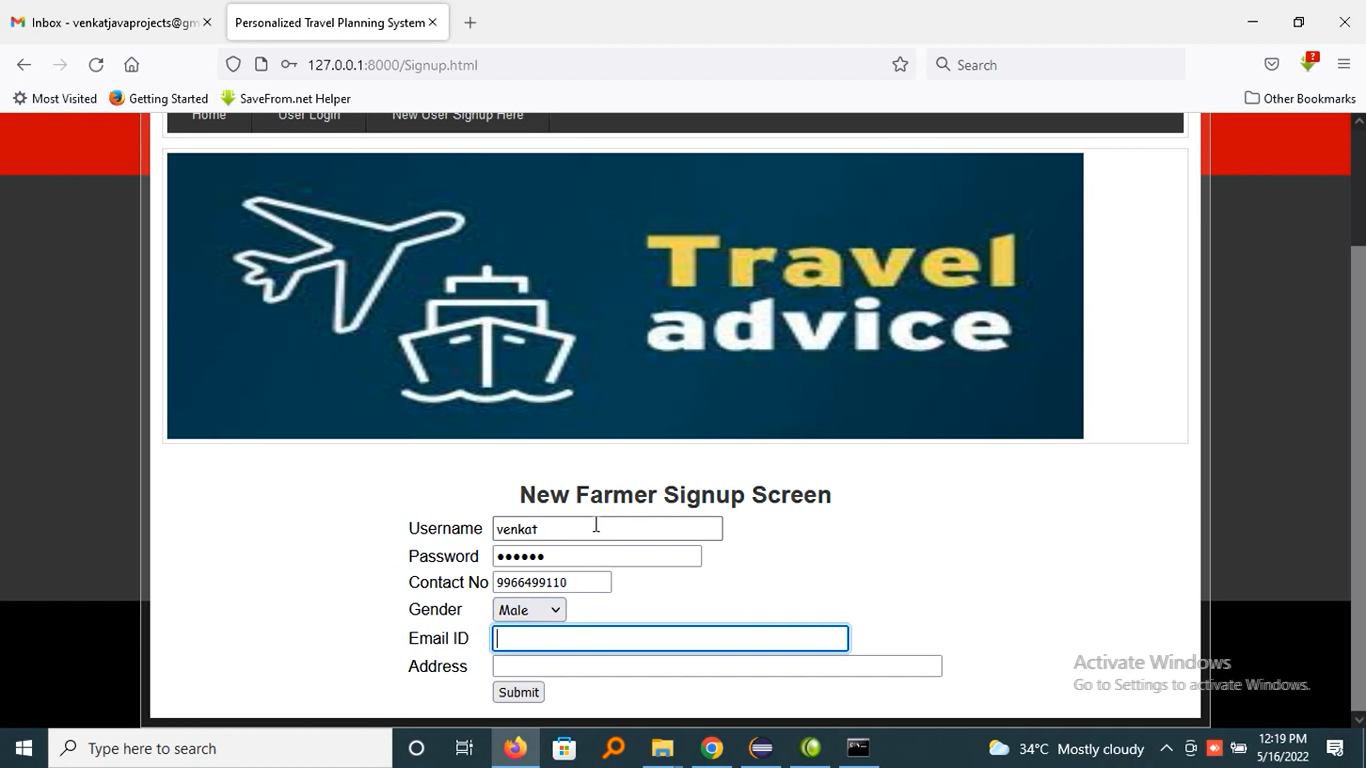 Inbox - venkatjavaprojects@gm
Personalized Travel Planning System
127.0.0.1:8000/Signup.html
Search
Most Visited
Getting Started
SaveFrom.net Helper
Other Bookmarks
Home
User Login
New User Signup Here
Travel
advice
New Farmer Signup Screen
Username venkat
Password ••••••
Contact No 9966499110
Gender Male
Email ID
Address
Submit
Activate Windows
Go to Settings to activate Windows.
Type here to search
34°C Mostly cloudy
12:19 PM
5/16/2022